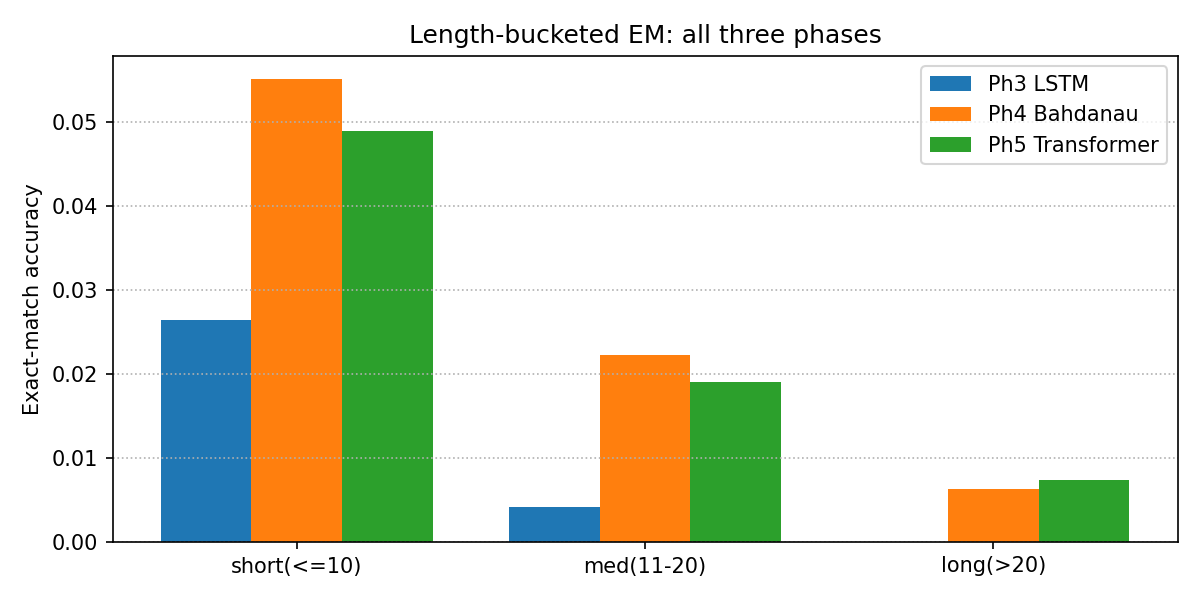 Length-bucketed EM: all three phases
Ph3 LSTM
Ph4 Bahdanau
Ph5 Transformer
Exact-match accuracy
0.05
0.04
0.03
0.02
0.01
0.00
short(<=10)
med(11-20)
long(>20)